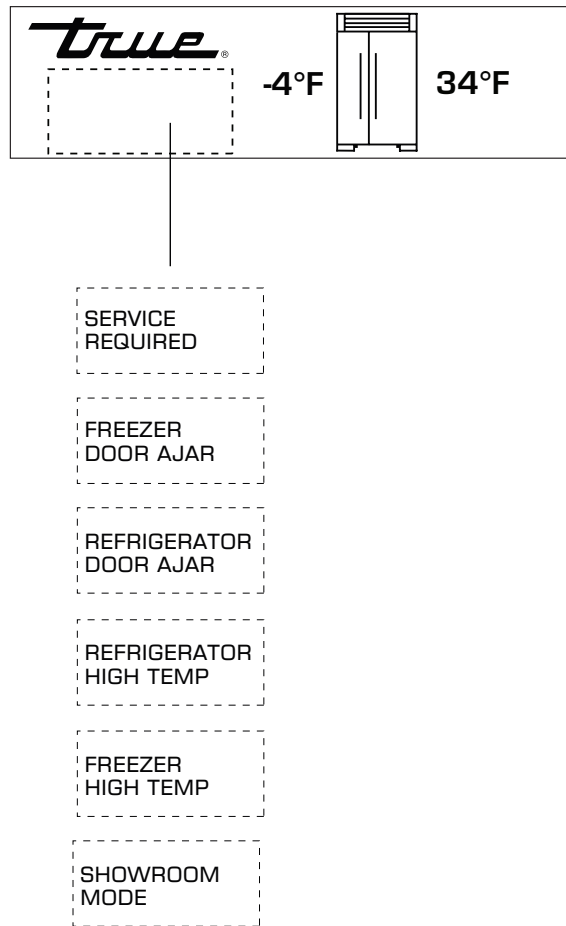 true®
-4°F 34°F
SERVICE
REQUIRED
FREEZER
DOOR AJAR
REFRIGERATOR
DOOR AJAR
REFRIGERATOR
HIGH TEMP
FREEZER
HIGH TEMP
SHOWROOM
MODE